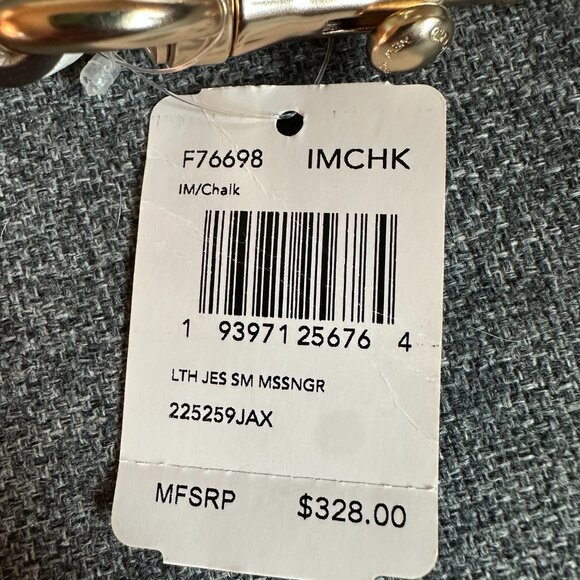 F76698 IMCHK
IM/Chalk
1 93971 25676 4
LTH JES SM MSSNGR
225259JAX
MFSRP $328.00